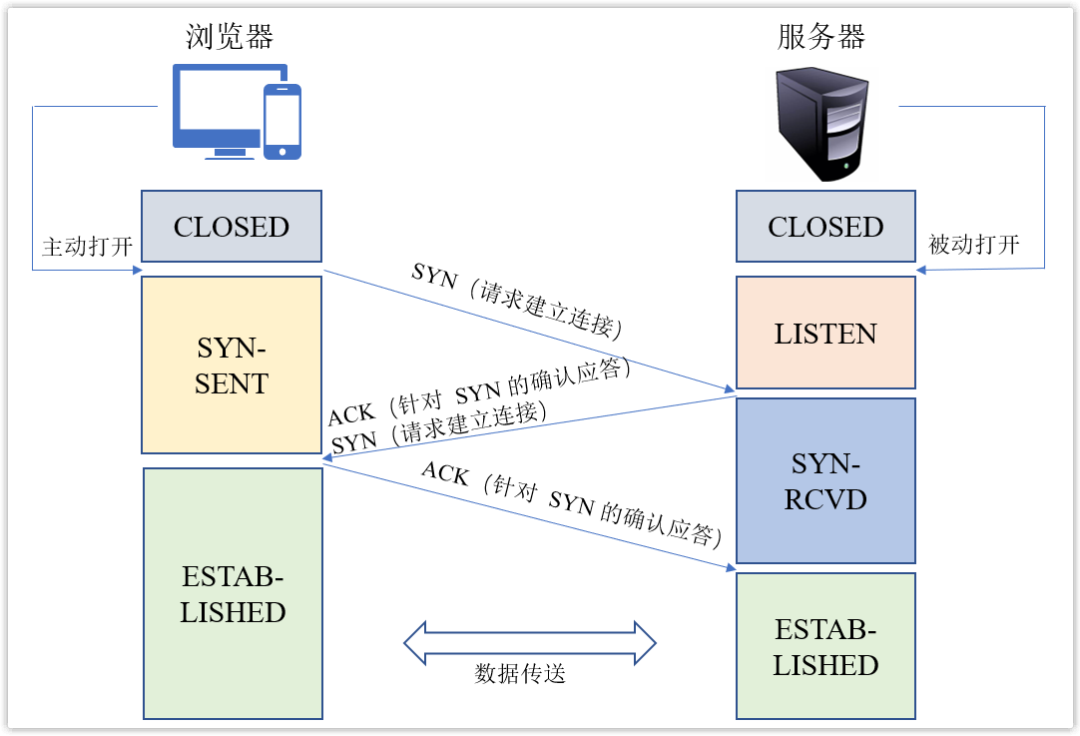 浏览器
服务器
CLOSED
CLOSED
主动打开
被动打开
SYN（请求建立连接）
SYN-
SENT
LISTEN
ACK（针对 SYN 的确认应答）
SYN（请求建立连接）
SYN-
RCVD
ACK（针对 SYN 的确认应答）
ESTAB-
LISHED
ESTAB-
LISHED
数据传送